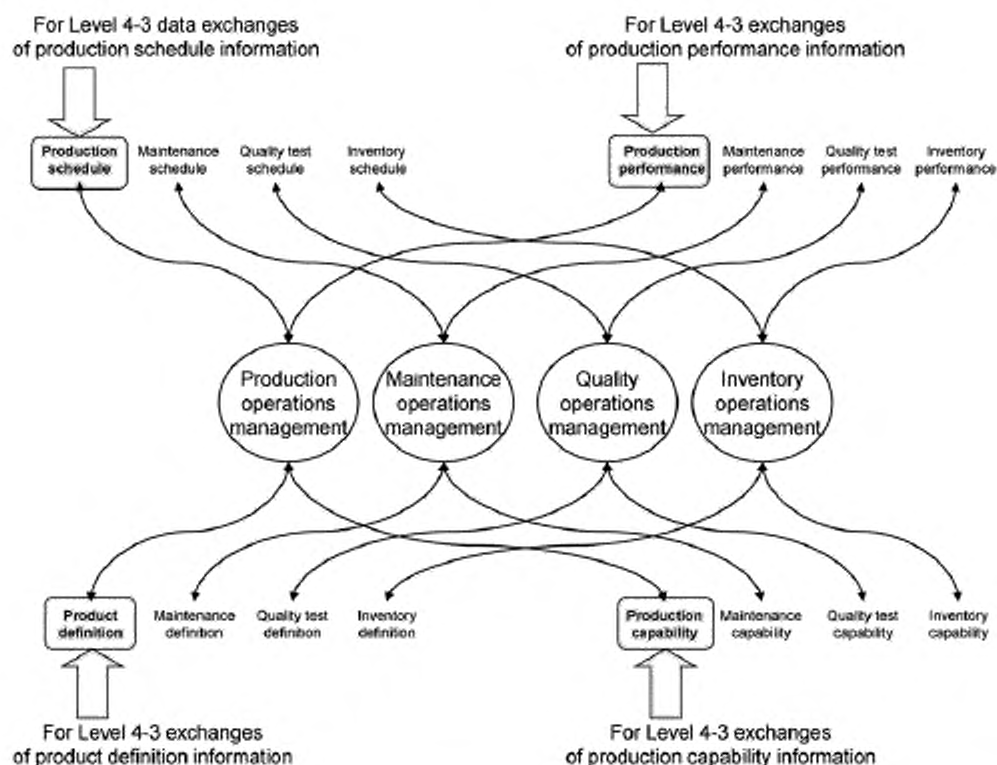 For Level 4-3 data exchanges
of production schedule information
For Level 4-3 exchanges
of production performance information
Production
schedule
Maintenance
schedule
Quality test
schedule
Inventory
schedule
Production
performance
Maintenance
performance
Quality test
performance
Inventory
performance
Production
operations
management
Maintenance
operations
management
Quality
operations
management
Inventory
operations
management
Product
definition
Maintenance
definition
Quality test
definition
Inventory
definition
Production
capability
Maintenance
capability
Quality test
capability
Inventory
capability
For Level 4-3 exchanges
of product definition information
For Level 4-3 exchanges
of production capability information